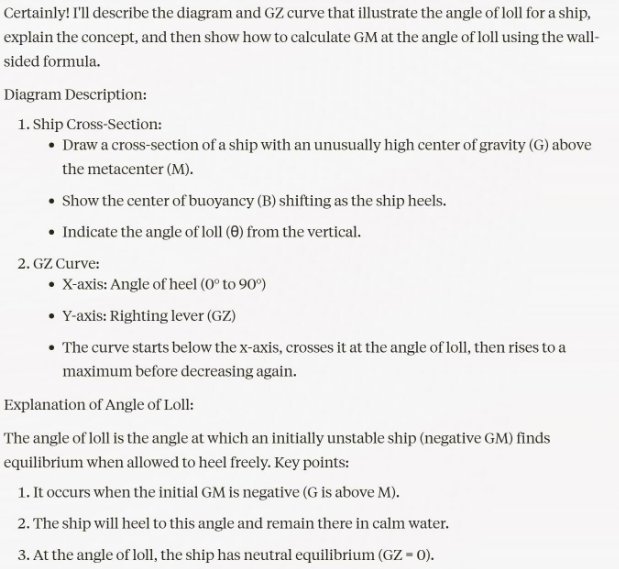 Certainly! I'll describe the diagram and GZ curve that illustrate the angle of loll for a ship,
explain the concept, and then show how to calculate GM at the angle of loll using the wall-
sided formula.
Diagram Description:
1. Ship Cross-Section:
• Draw a cross-section of a ship with an unusually high center of gravity (G) above
the metacenter (M).
• Show the center of buoyancy (B) shifting as the ship heels.
• Indicate the angle of loll (θ) from the vertical.
2. GZ Curve:
• X-axis: Angle of heel (0° to 90°)
• Y-axis: Righting lever (GZ)
• The curve starts below the x-axis, crosses it at the angle of loll, then rises to a
maximum before decreasing again.
Explanation of Angle of Loll:
The angle of loll is the angle at which an initially unstable ship (negative GM) finds
equilibrium when allowed to heel freely. Key points:
1. It occurs when the initial GM is negative (G is above M).
2. The ship will heel to this angle and remain there in calm water.
3. At the angle of loll, the ship has neutral equilibrium (GZ = 0).